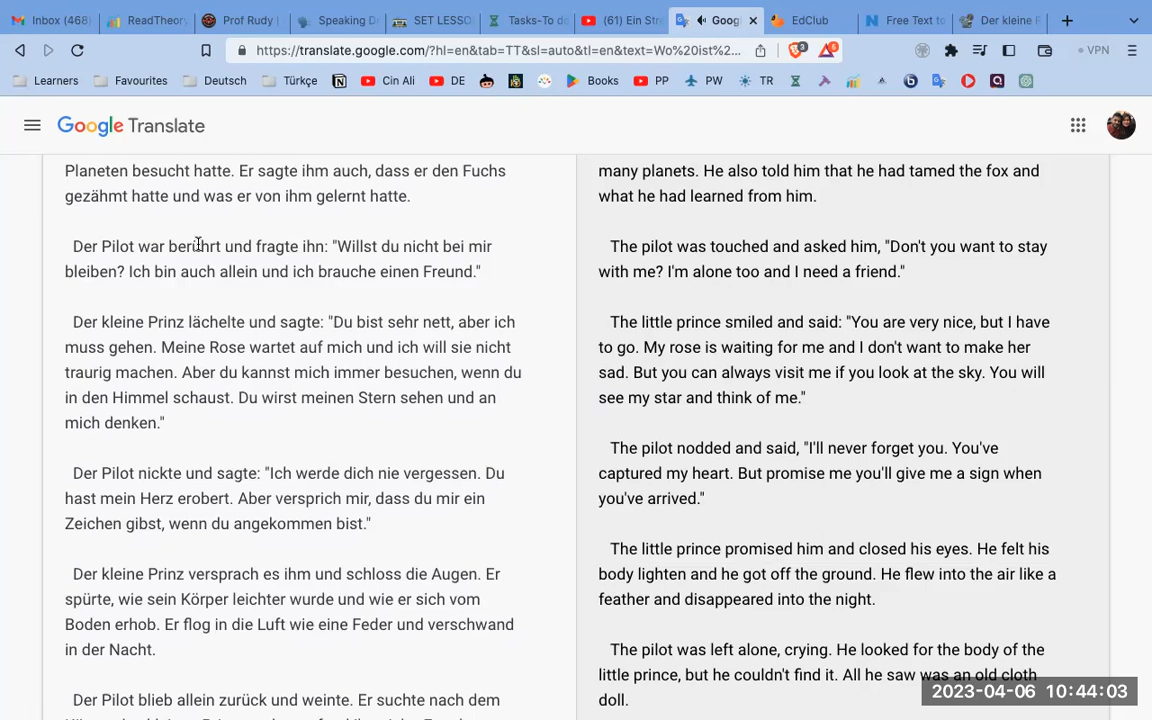 Inbox (468)
ReadTheory
Prof Rudy
Speaking D
SET LESSO
Tasks-To do
(61) Ein Str
Goog
EdClub
Free Text to
Der kleine P
https://translate.google.com/?hl=en&tab=TT&sl=auto&tl=en&text=Wo%20ist%2...
3
6
VPN
Learners
Favourites
Deutsch
Türkçe
Cin Ali
DE
Books
PP
PW
TR
Google Translate
Planeten besucht hatte. Er sagte ihm auch, dass er den Fuchs
gezähmt hatte und was er von ihm gelernt hatte.
Der Pilot war berührt und fragte ihn: "Willst du nicht bei mir
bleiben? Ich bin auch allein und ich brauche einen Freund."
Der kleine Prinz lächelte und sagte: "Du bist sehr nett, aber ich
muss gehen. Meine Rose wartet auf mich und ich will sie nicht
traurig machen. Aber du kannst mich immer besuchen, wenn du
in den Himmel schaust. Du wirst meinen Stern sehen und an
mich denken."
Der Pilot nickte und sagte: "Ich werde dich nie vergessen. Du
hast mein Herz erobert. Aber versprich mir, dass du mir ein
Zeichen gibst, wenn du angekommen bist."
Der kleine Prinz versprach es ihm und schloss die Augen. Er
spürte, wie sein Körper leichter wurde und wie er sich vom
Boden erhob. Er flog in die Luft wie eine Feder und verschwand
in der Nacht.
Der Pilot blieb allein zurück und weinte. Er suchte nach dem
many planets. He also told him that he had tamed the fox and
what he had learned from him.
The pilot was touched and asked him, "Don't you want to stay
with me? I'm alone too and I need a friend."
The little prince smiled and said: "You are very nice, but I have
to go. My rose is waiting for me and I don't want to make her
sad. But you can always visit me if you look at the sky. You will
see my star and think of me."
The pilot nodded and said, "I'll never forget you. You've
captured my heart. But promise me you'll give me a sign when
you've arrived."
The little prince promised him and closed his eyes. He felt his
body lighten and he got off the ground. He flew into the air like a
feather and disappeared into the night.
The pilot was left alone, crying. He looked for the body of the
little prince, but he couldn't find it. All he saw was an old cloth
doll.
2023-04-06 10:44:03